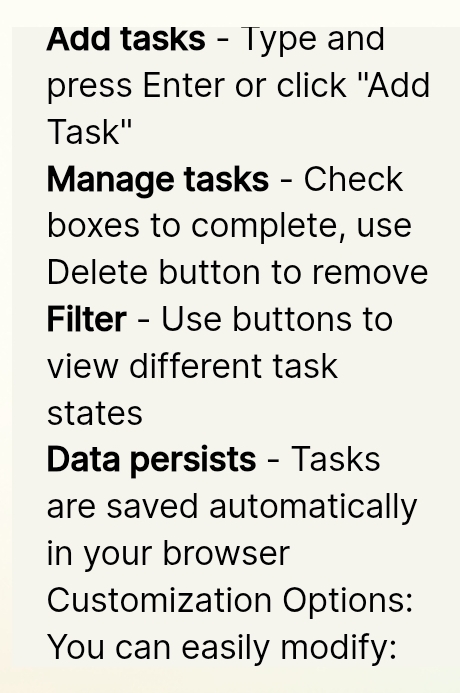 Add tasks - Type and
press Enter or click "Add
Task"
Manage tasks - Check
boxes to complete, use
Delete button to remove
Filter - Use buttons to
view different task
states
Data persists - Tasks
are saved automatically
in your browser
Customization Options:
You can easily modify: